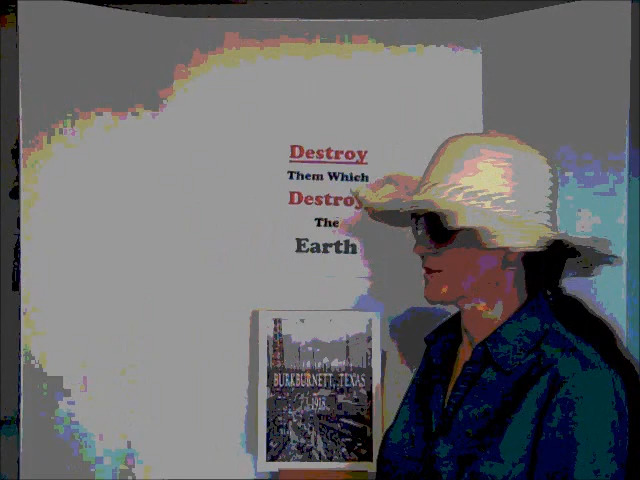 Destroy
Them Which
Destroy
The
Earth
BURKBURNETT, TEXAS